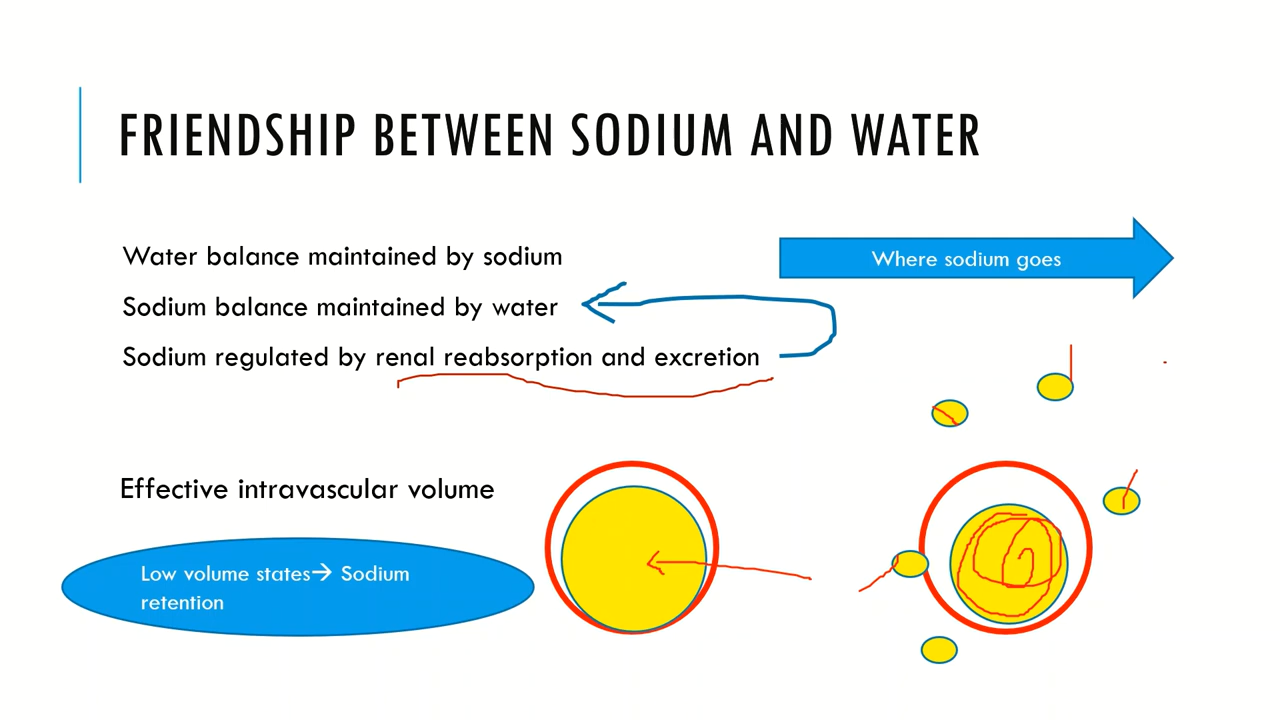 FRIENDSHIP BETWEEN SODIUM AND WATER
Water balance maintained by sodium
Where sodium goes
Sodium balance maintained by water
Sodium regulated by renal reabsorption and excretion
Effective intravascular volume
Low volume states→ Sodium
retention